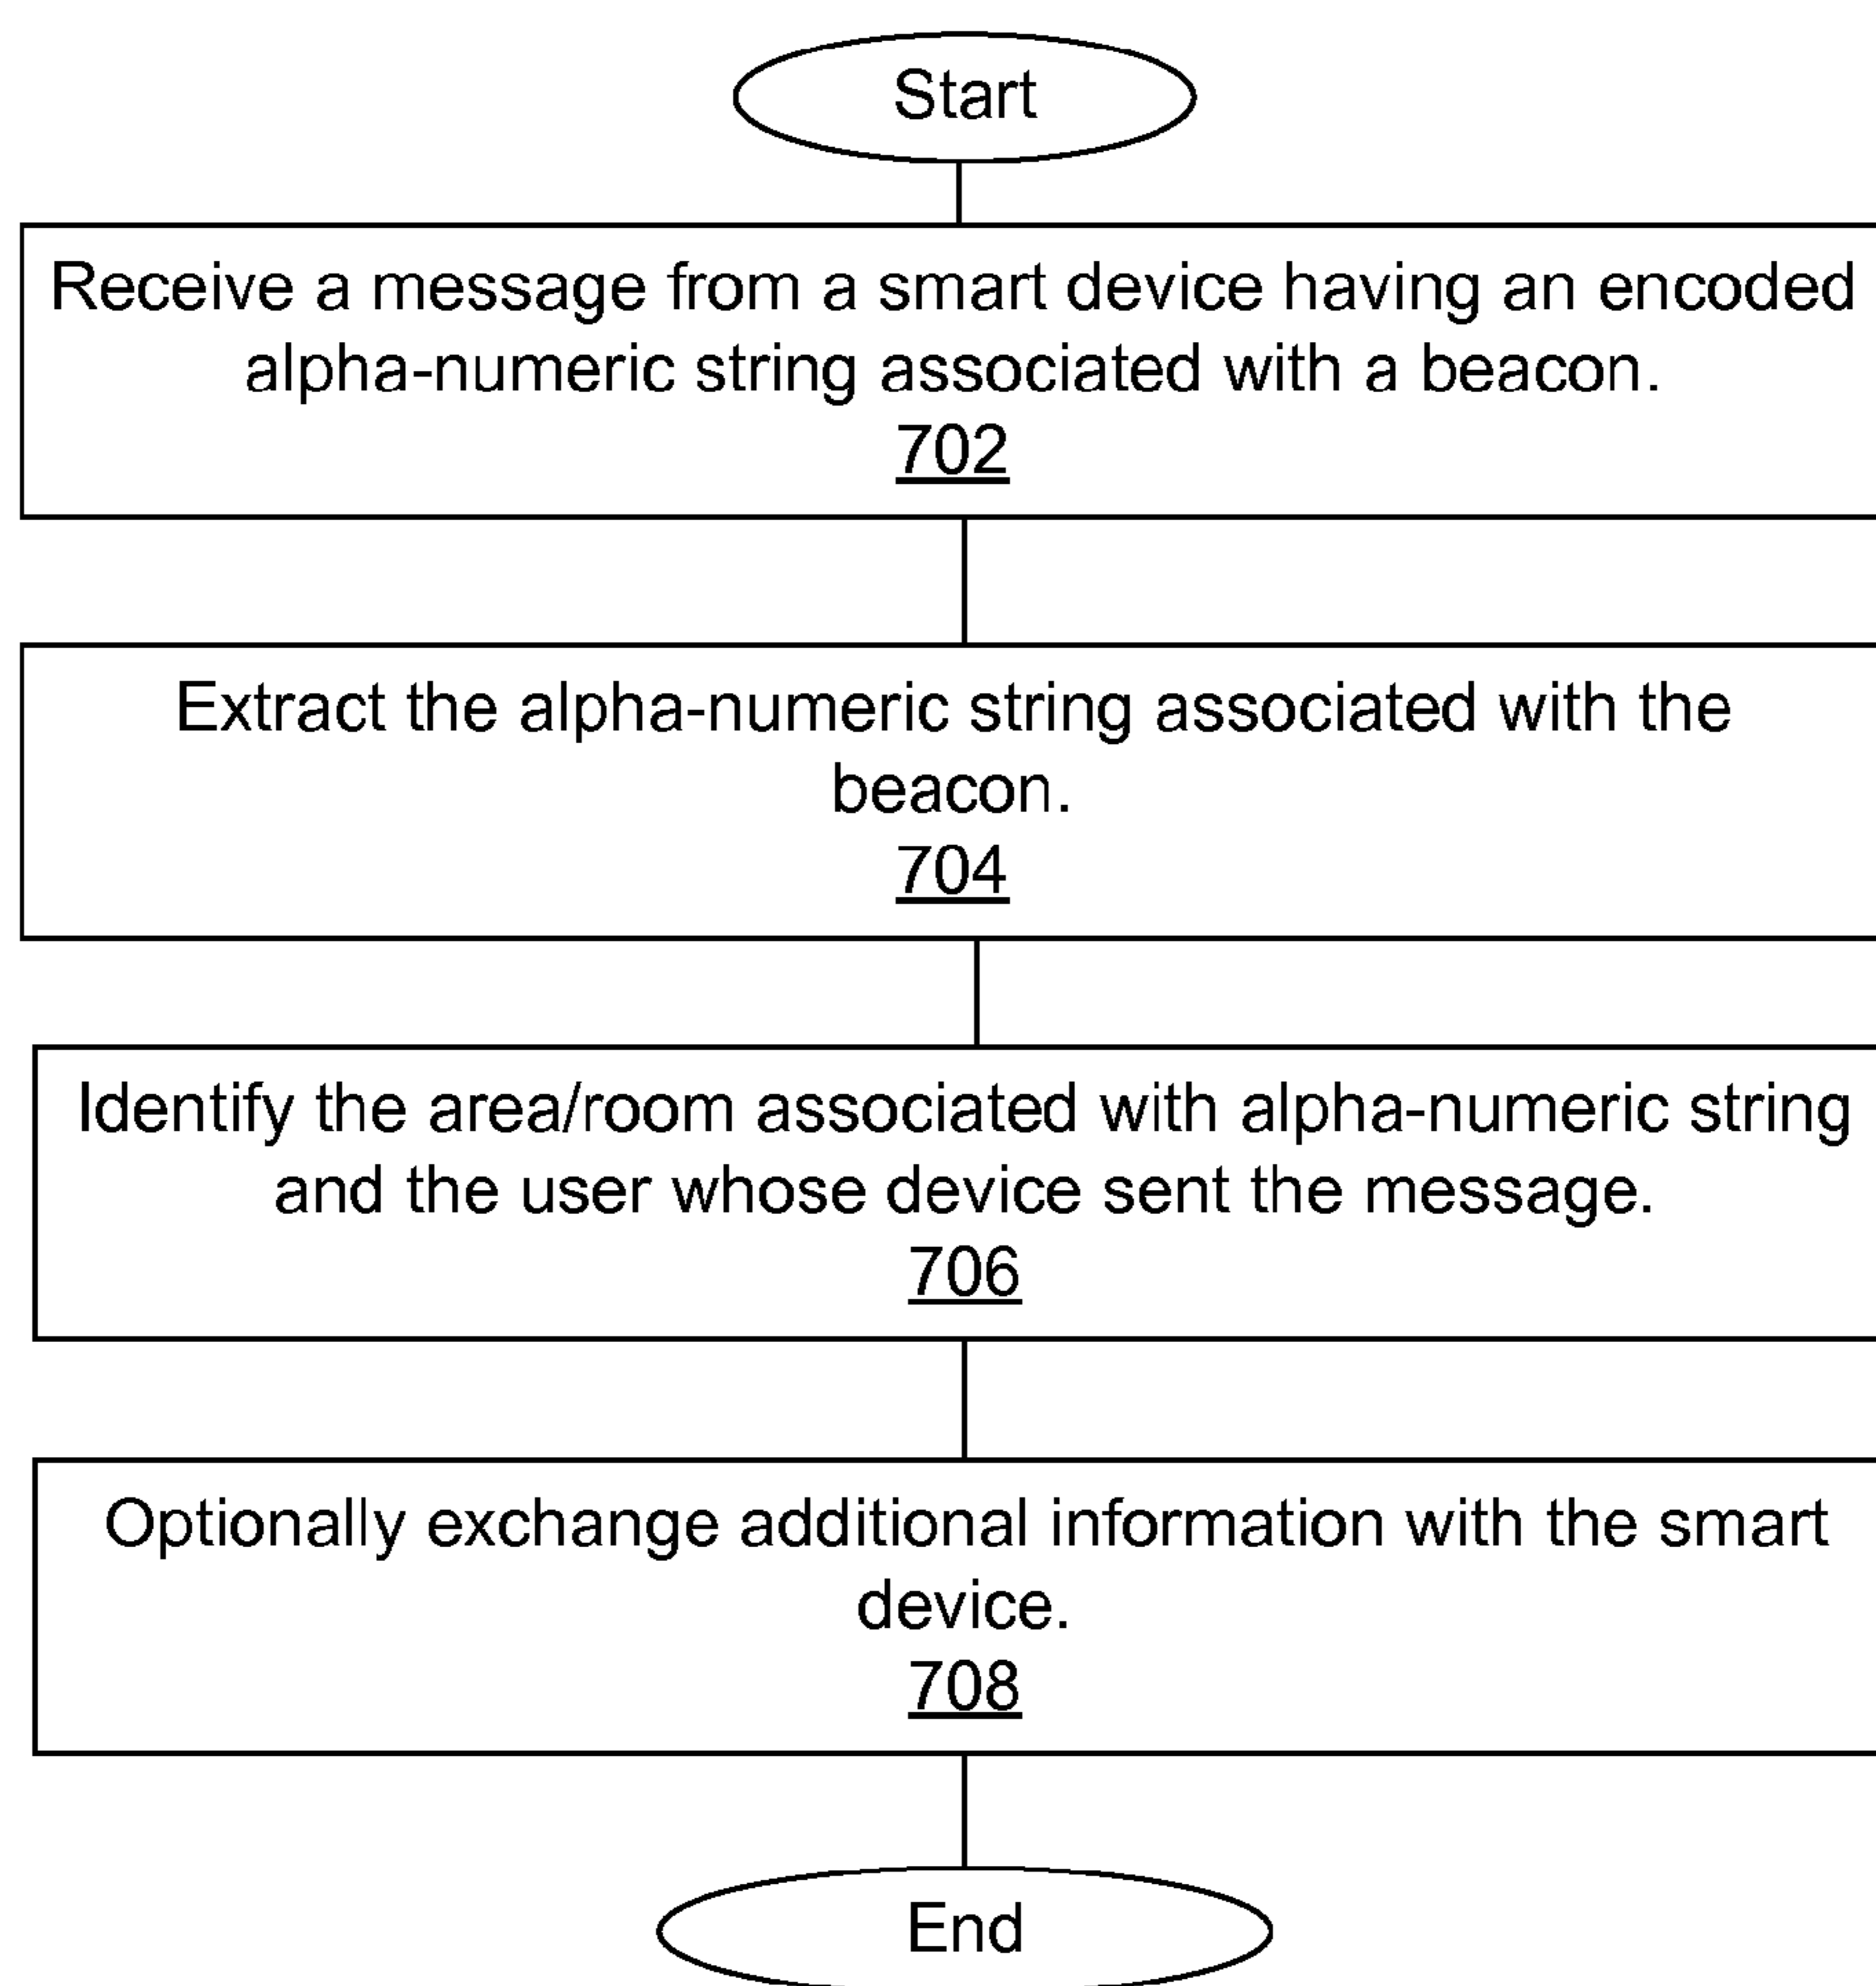 Start
Receive a message from a smart device having an encoded
alpha-numeric string associated with a beacon.
702
Extract the alpha-numeric string associated with the
beacon.
704
Identify the area/room associated with alpha-numeric string
and the user whose device sent the message.
706
Optionally exchange additional information with the smart
device.
708
End